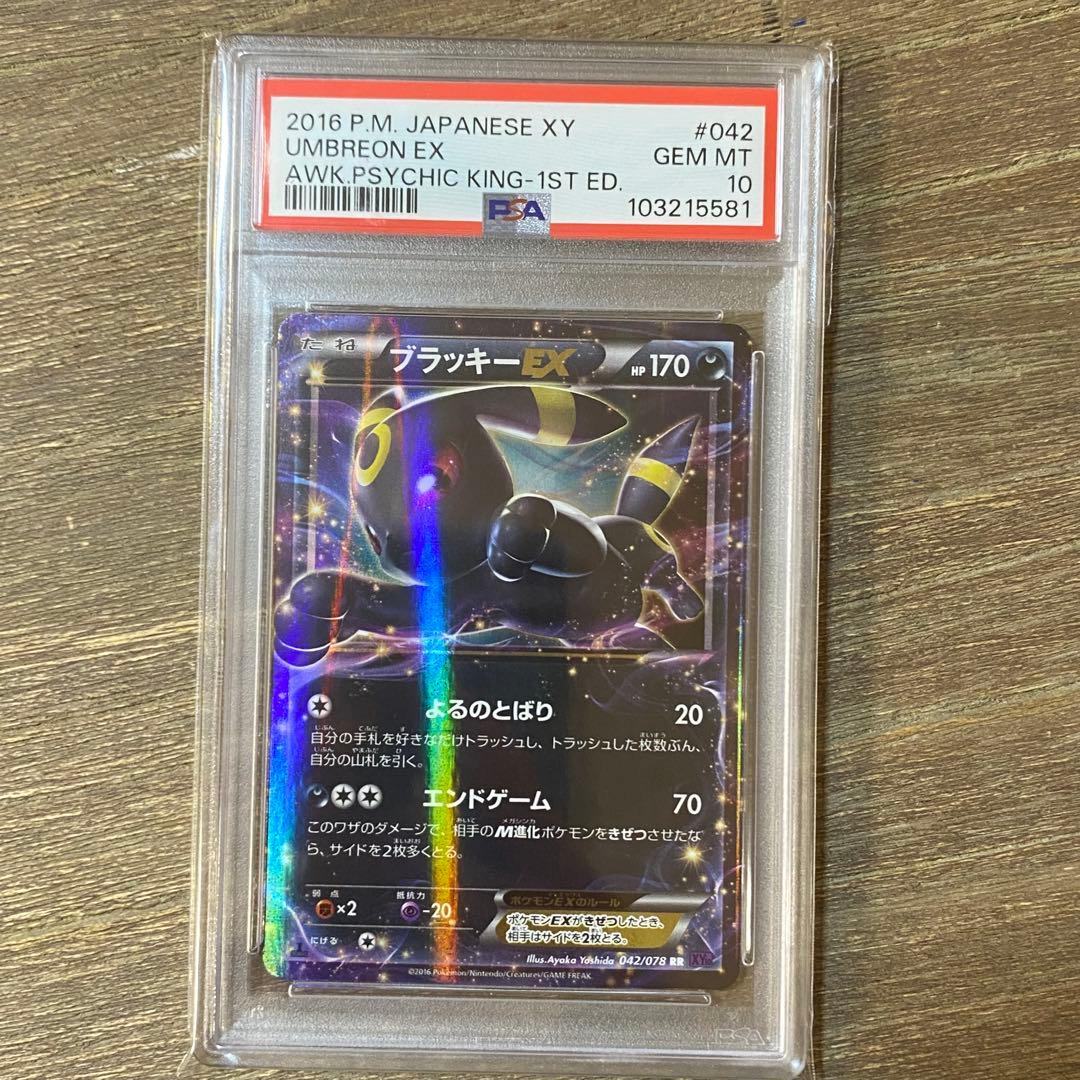 2016 P.M. JAPANESE XY #042
UMBREON EX GEM MT
AWK.PSYCHIC KING-1ST ED. 10
PSA 103215581
たね ブラッキーEX HP170
よるのとばり 20
自分の手札を好きなだけトラッシュし、トラッシュした枚数ぶん、
自分の山札を引く。
エンドゲーム 70
このワザのダメージで、相手のM進化ポケモンをきぜつさせたな
ら、サイドを2枚多くとる。
弱点 抵抗力 ポケモンEXのルール
×2 -20 ポケモンEXがきぜつしたとき、
相手はサイドを2枚とる。
にげる
Illus.Ayaka Yoshida 042/078 RR XY
©2016 Pokémon/Nintendo/Creatures/GAME FREAK.
PSA